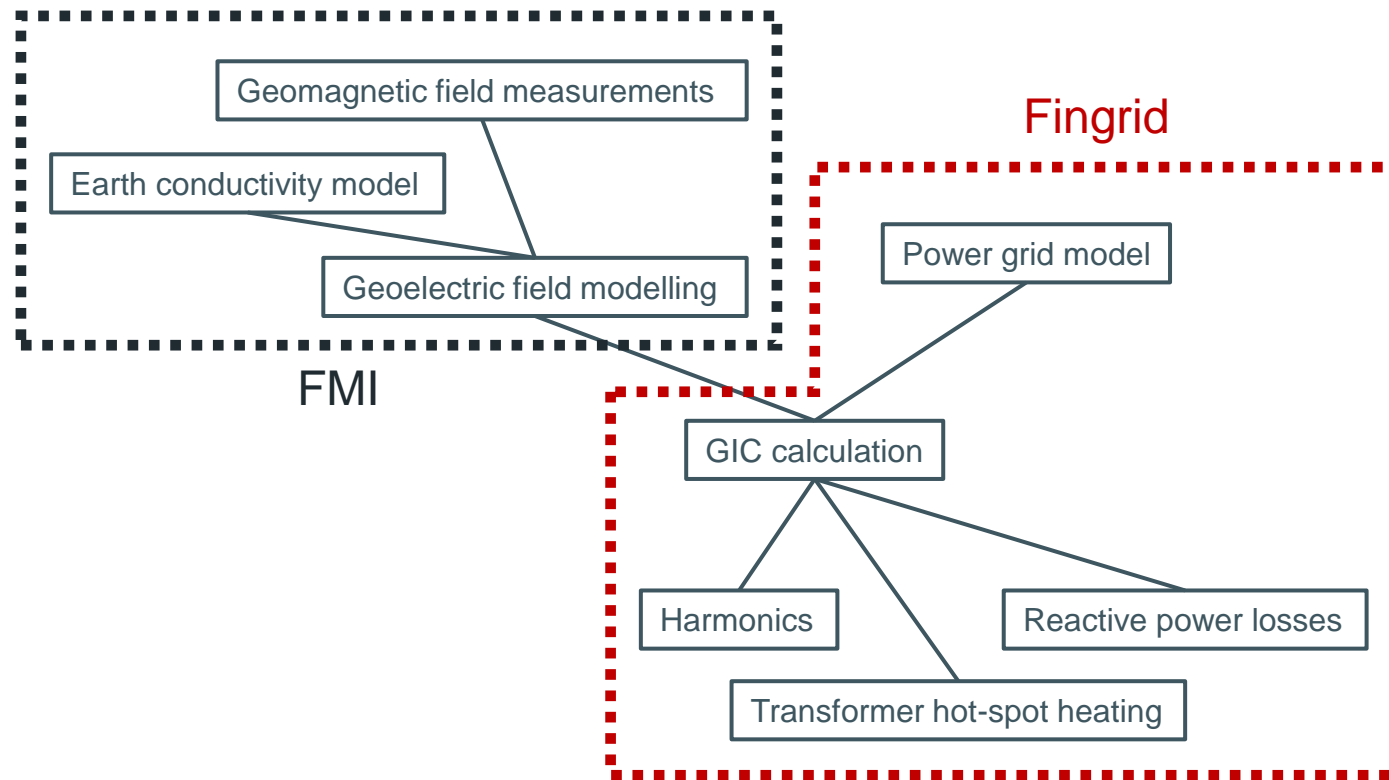 Geomagnetic field measurements
Fingrid
Earth conductivity model
Power grid model
Geoelectric field modelling
FMI
GIC calculation
Harmonics
Reactive power losses
Transformer hot-spot heating